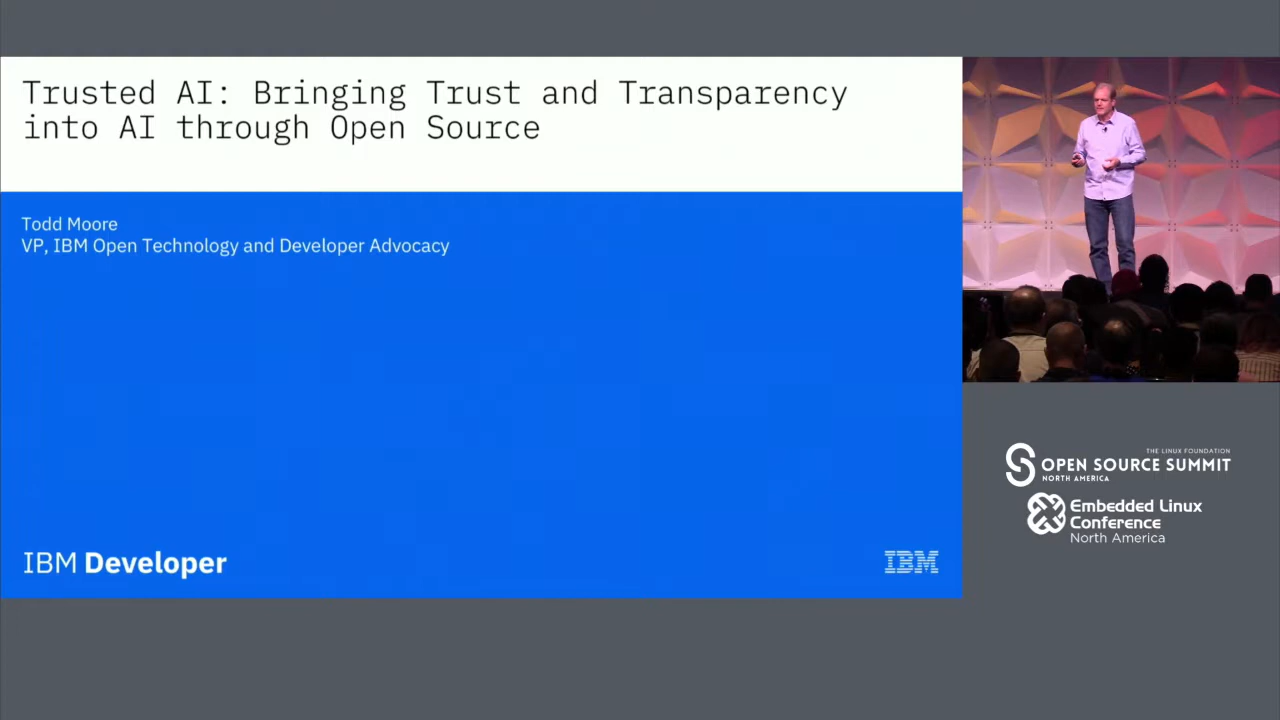 Trusted AI: Bringing Trust and Transparency
into AI through Open Source
Todd Moore
VP, IBM Open Technology and Developer Advocacy
IBM Developer
IBM
THE LINUX FOUNDATION
OPEN SOURCE SUMMIT
NORTH AMERICA
Embedded Linux
Conference
North America